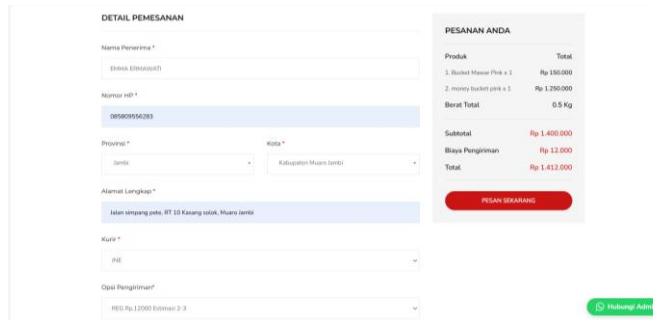 DETAIL PEMESANAN
Nama Penerima *
EMMA ERMAWATI
Nomor HP *
085809556283
Provinsi * Kota *
Jambi Kabupaten Muaro Jambi
Alamat Lengkap *
Jalan simpang pete, RT 10 Kasang solok, Muaro Jambi
Kurir *
JNE
Opsi Pengiriman*
REG Rp.12000 Estimasi 2-3
PESANAN ANDA
Produk Total
1. Bucket Mawar Pink x 1 Rp 150.000
2. money bucket pink x 1 Rp 1.250.000
Berat Total 0.5 Kg
Subtotal Rp 1.400.000
Biaya Pengiriman Rp 12.000
Total Rp 1.412.000
PESAN SEKARANG
Hubungi Admi